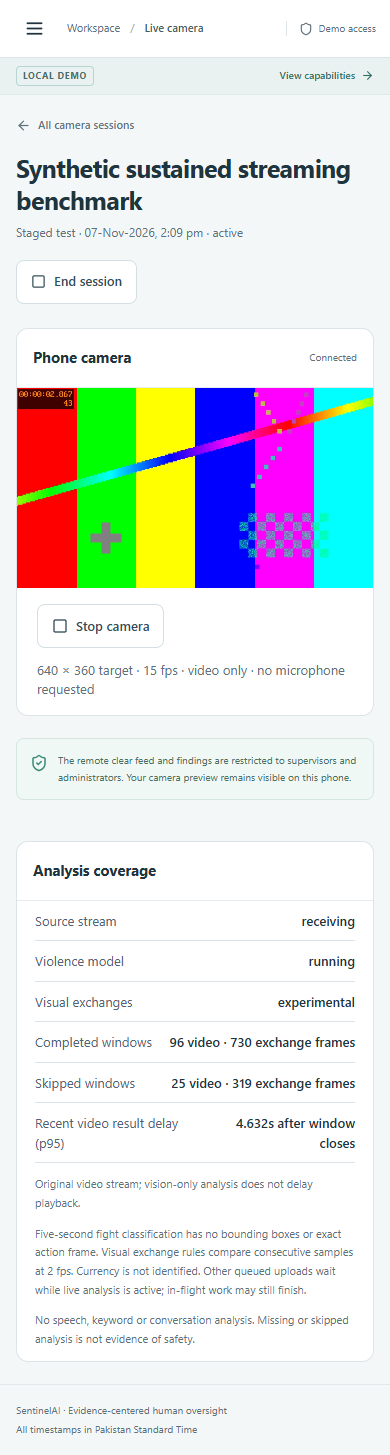 Workspace / Live camera
Demo access
LOCAL DEMO
View capabilities →
← All camera sessions
Synthetic sustained streaming
benchmark
Staged test · 07-Nov-2026, 2:09 pm · active
End session
Phone camera
Connected
00:00:02.867
43
Stop camera
640 × 360 target · 15 fps · video only · no microphone
requested
The remote clear feed and findings are restricted to supervisors and
administrators. Your camera preview remains visible on this phone.
Analysis coverage
Source stream receiving
Violence model running
Visual exchanges experimental
Completed windows 96 video · 730 exchange frames
Skipped windows 25 video · 319 exchange frames
Recent video result delay 4.632s after window
(p95) closes
Original video stream; vision-only analysis does not delay
playback.
Five-second fight classification has no bounding boxes or exact
action frame. Visual exchange rules compare consecutive samples
at 2 fps. Currency is not identified. Other queued uploads wait
while live analysis is active; in-flight work may still finish.
No speech, keyword or conversation analysis. Missing or skipped
analysis is not evidence of safety.
SentinelAI · Evidence-centered human oversight
All timestamps in Pakistan Standard Time